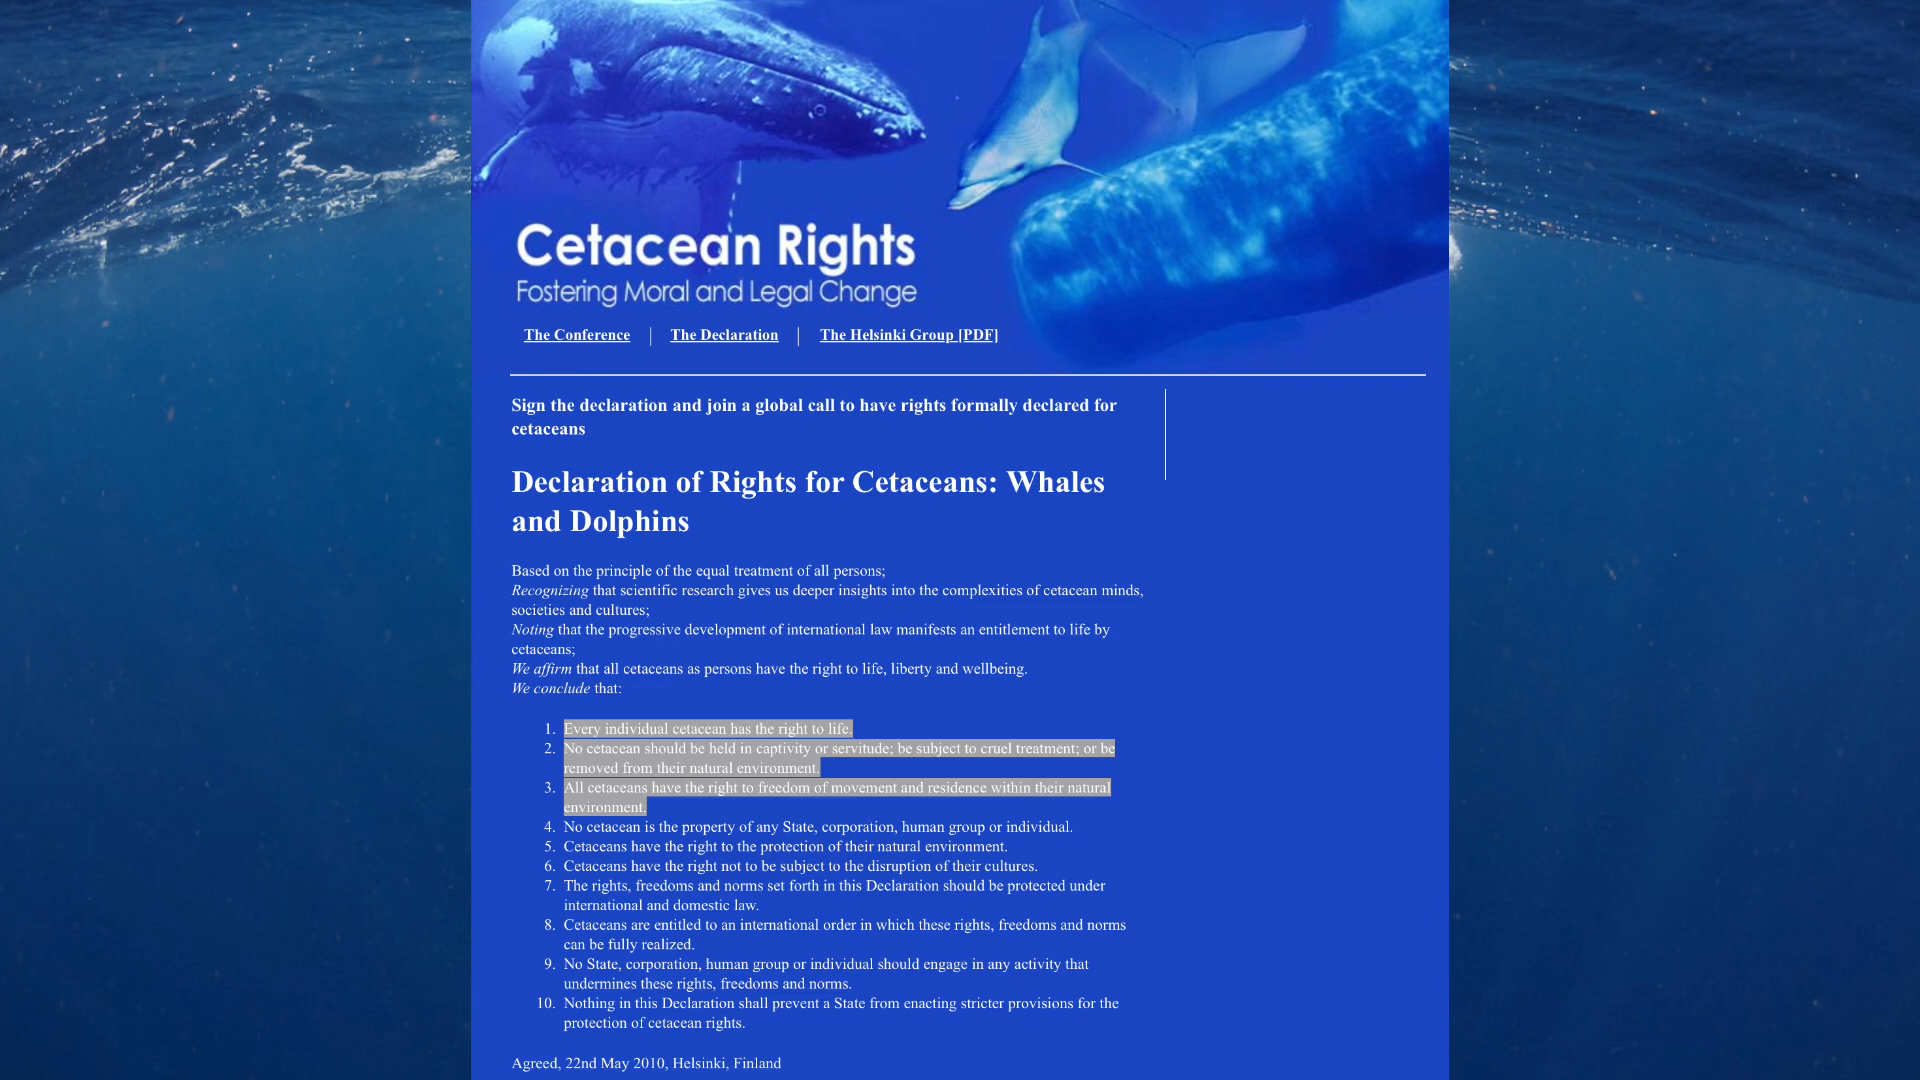 Cetacean Rights
Fostering Moral and Legal Change
The Conference | The Declaration | The Helsinki Group [PDF]
Sign the declaration and join a global call to have rights formally declared for
cetaceans
Declaration of Rights for Cetaceans: Whales
and Dolphins
Based on the principle of the equal treatment of all persons;
Recognizing that scientific research gives us deeper insights into the complexities of cetacean minds,
societies and cultures;
Noting that the progressive development of international law manifests an entitlement to life by
cetaceans;
We affirm that all cetaceans as persons have the right to life, liberty and wellbeing.
We conclude that:
1. Every individual cetacean has the right to life.
2. No cetacean should be held in captivity or servitude; be subject to cruel treatment; or be
removed from their natural environment.
3. All cetaceans have the right to freedom of movement and residence within their natural
environment.
4. No cetacean is the property of any State, corporation, human group or individual.
5. Cetaceans have the right to the protection of their natural environment.
6. Cetaceans have the right not to be subject to the disruption of their cultures.
7. The rights, freedoms and norms set forth in this Declaration should be protected under
international and domestic law.
8. Cetaceans are entitled to an international order in which these rights, freedoms and norms
can be fully realized.
9. No State, corporation, human group or individual should engage in any activity that
undermines these rights, freedoms and norms.
10. Nothing in this Declaration shall prevent a State from enacting stricter provisions for the
protection of cetacean rights.
Agreed, 22nd May 2010, Helsinki, Finland